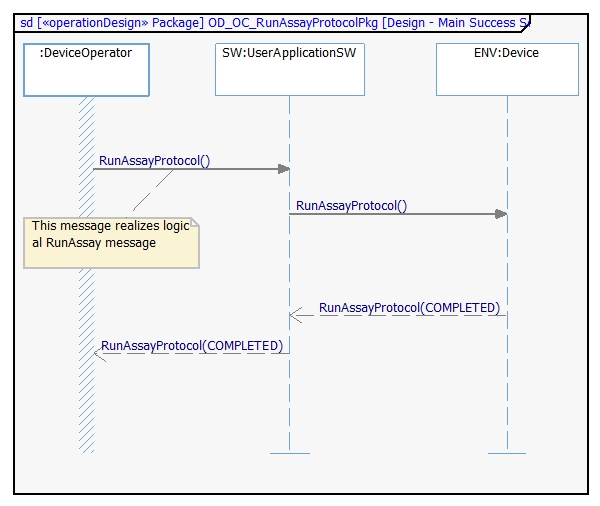 sd [«operationDesign» Package] OD_OC_RunAssayProtocolPkg [Design - Main Success
:DeviceOperator
SW:UserApplicationSW
ENV:Device
RunAssayProtocol()
RunAssayProtocol()
This message realizes logic
al RunAssay message
RunAssayProtocol(COMPLETED)
RunAssayProtocol(COMPLETED)